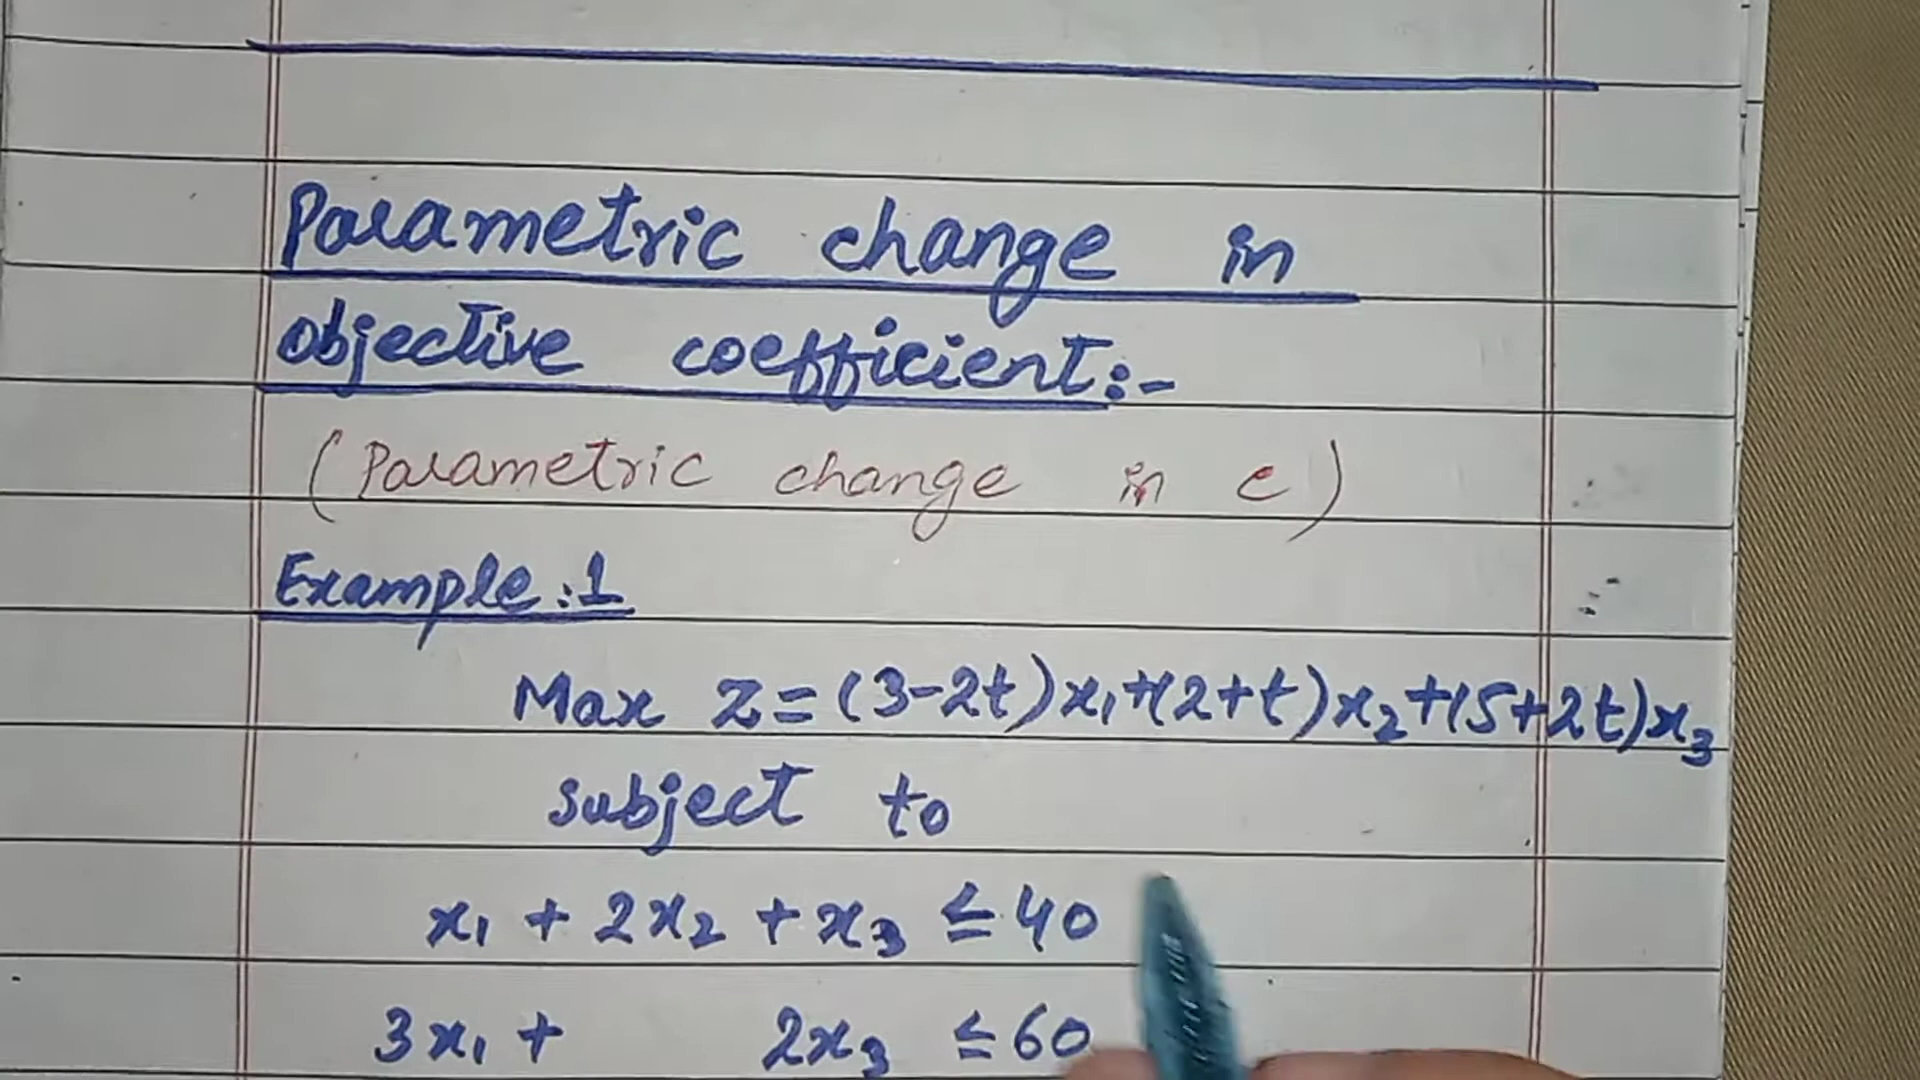 Parametric change in
objective coefficient:-
(Parametric change in c)
Example:1
Max z=(3-2t)x₁+(2+t)x₂+(5+2t)x₃
subject to
x₁ + 2x₂ + x₃ ≤ 40
3x₁ + 2x₃ ≤ 60